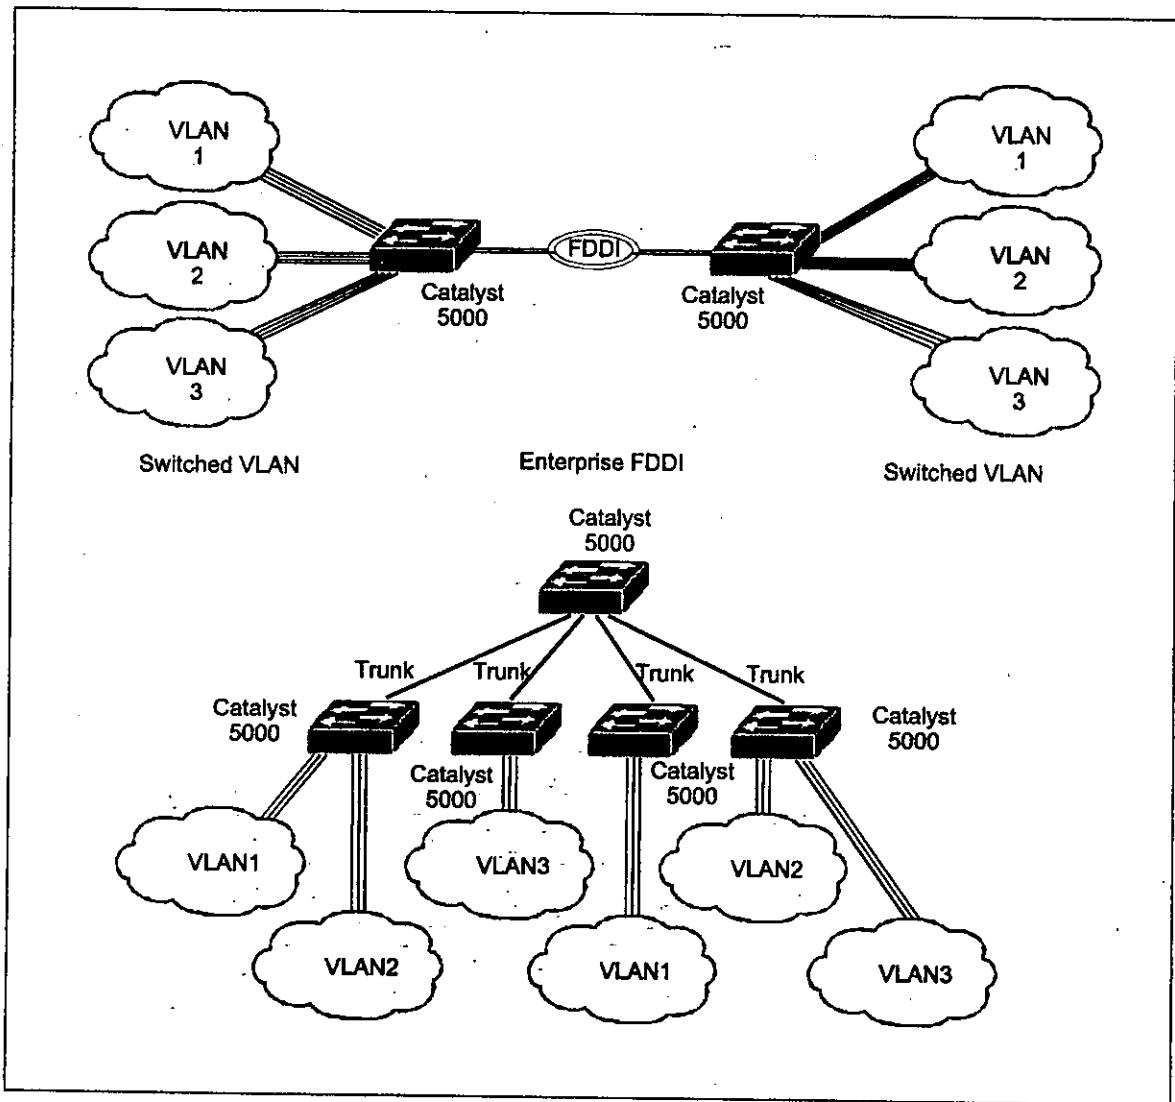 VLAN
1
VLAN
1
VLAN
2
FDDI
VLAN
2
Catalyst
5000
Catalyst
5000
VLAN
3
VLAN
3
Switched VLAN
Enterprise FDDI
Switched VLAN
Catalyst
5000
Trunk
Trunk
Trunk
Trunk
Catalyst
5000
Catalyst
5000
Catalyst
5000
Catalyst
5000
VLAN1
VLAN3
VLAN2
VLAN2
VLAN1
VLAN3